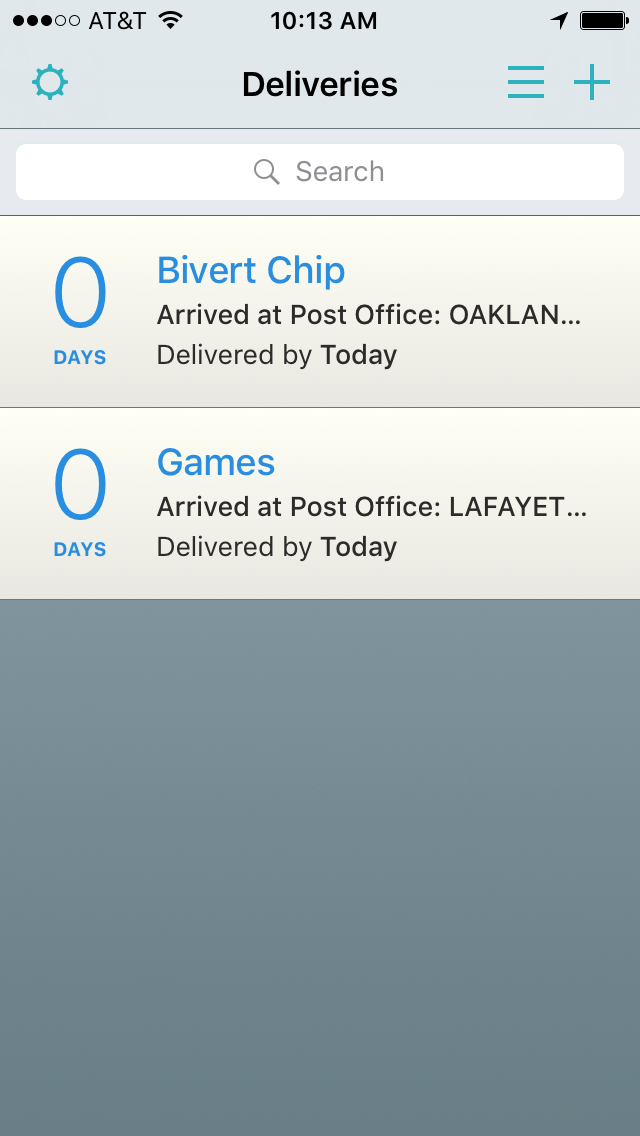 AT&T 10:13 AM
Deliveries
Search
0
DAYS
Bivert Chip
Arrived at Post Office: OAKLAN...
Delivered by Today
0
DAYS
Games
Arrived at Post Office: LAFAYET...
Delivered by Today